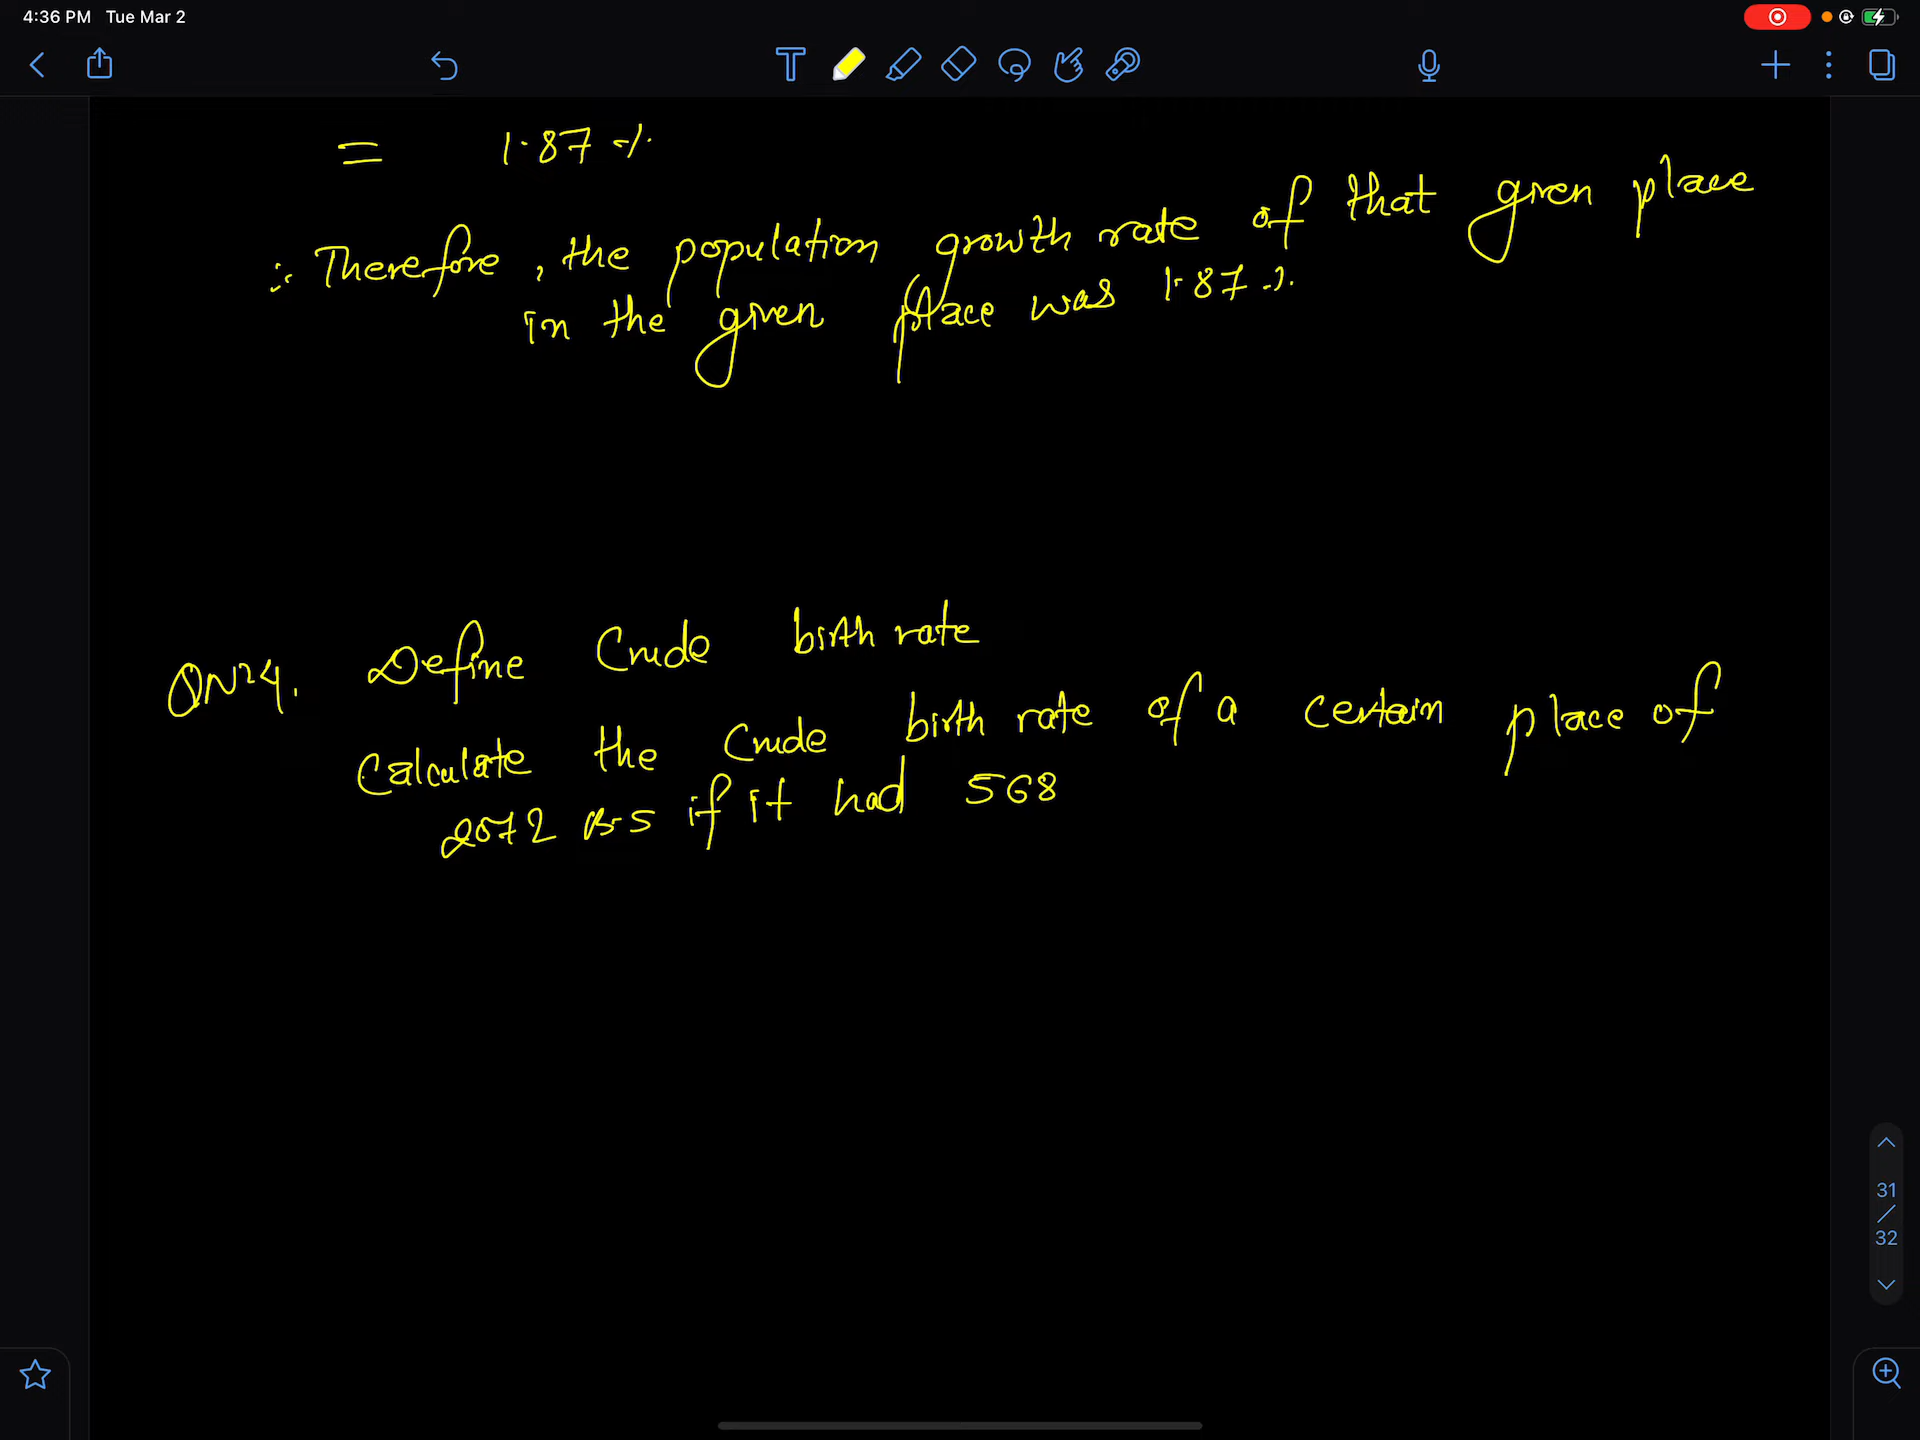 4:36 PM Tue Mar 2
= 1.87 %
∴ Therefore, the population growth rate of that given place
in the given place was 1.87 %.
QN24. Define Crude birth rate
Calculate the Crude birth rate of a certain place of
2072 B.S if it had 568
31
/
32